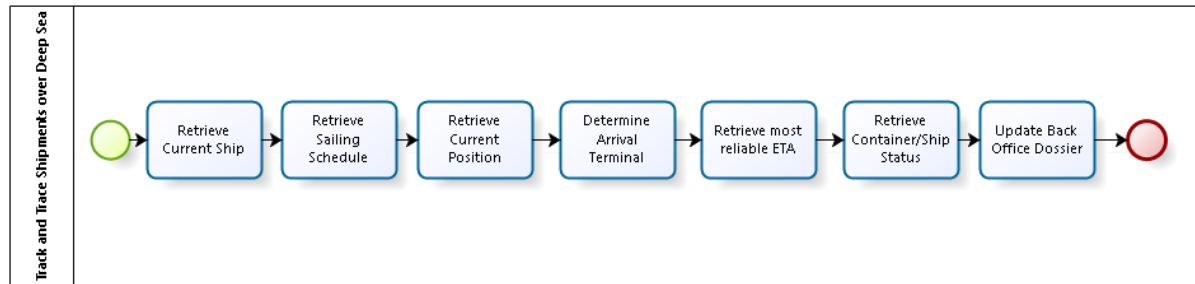 Track and Trace Shipments over Deep Sea
Retrieve
Current Ship
Retrieve
Sailing
Schedule
Retrieve
Current
Position
Determine
Arrival
Terminal
Retrieve most
reliable ETA
Retrieve
Container/Ship
Status
Update Back
Office Dossier